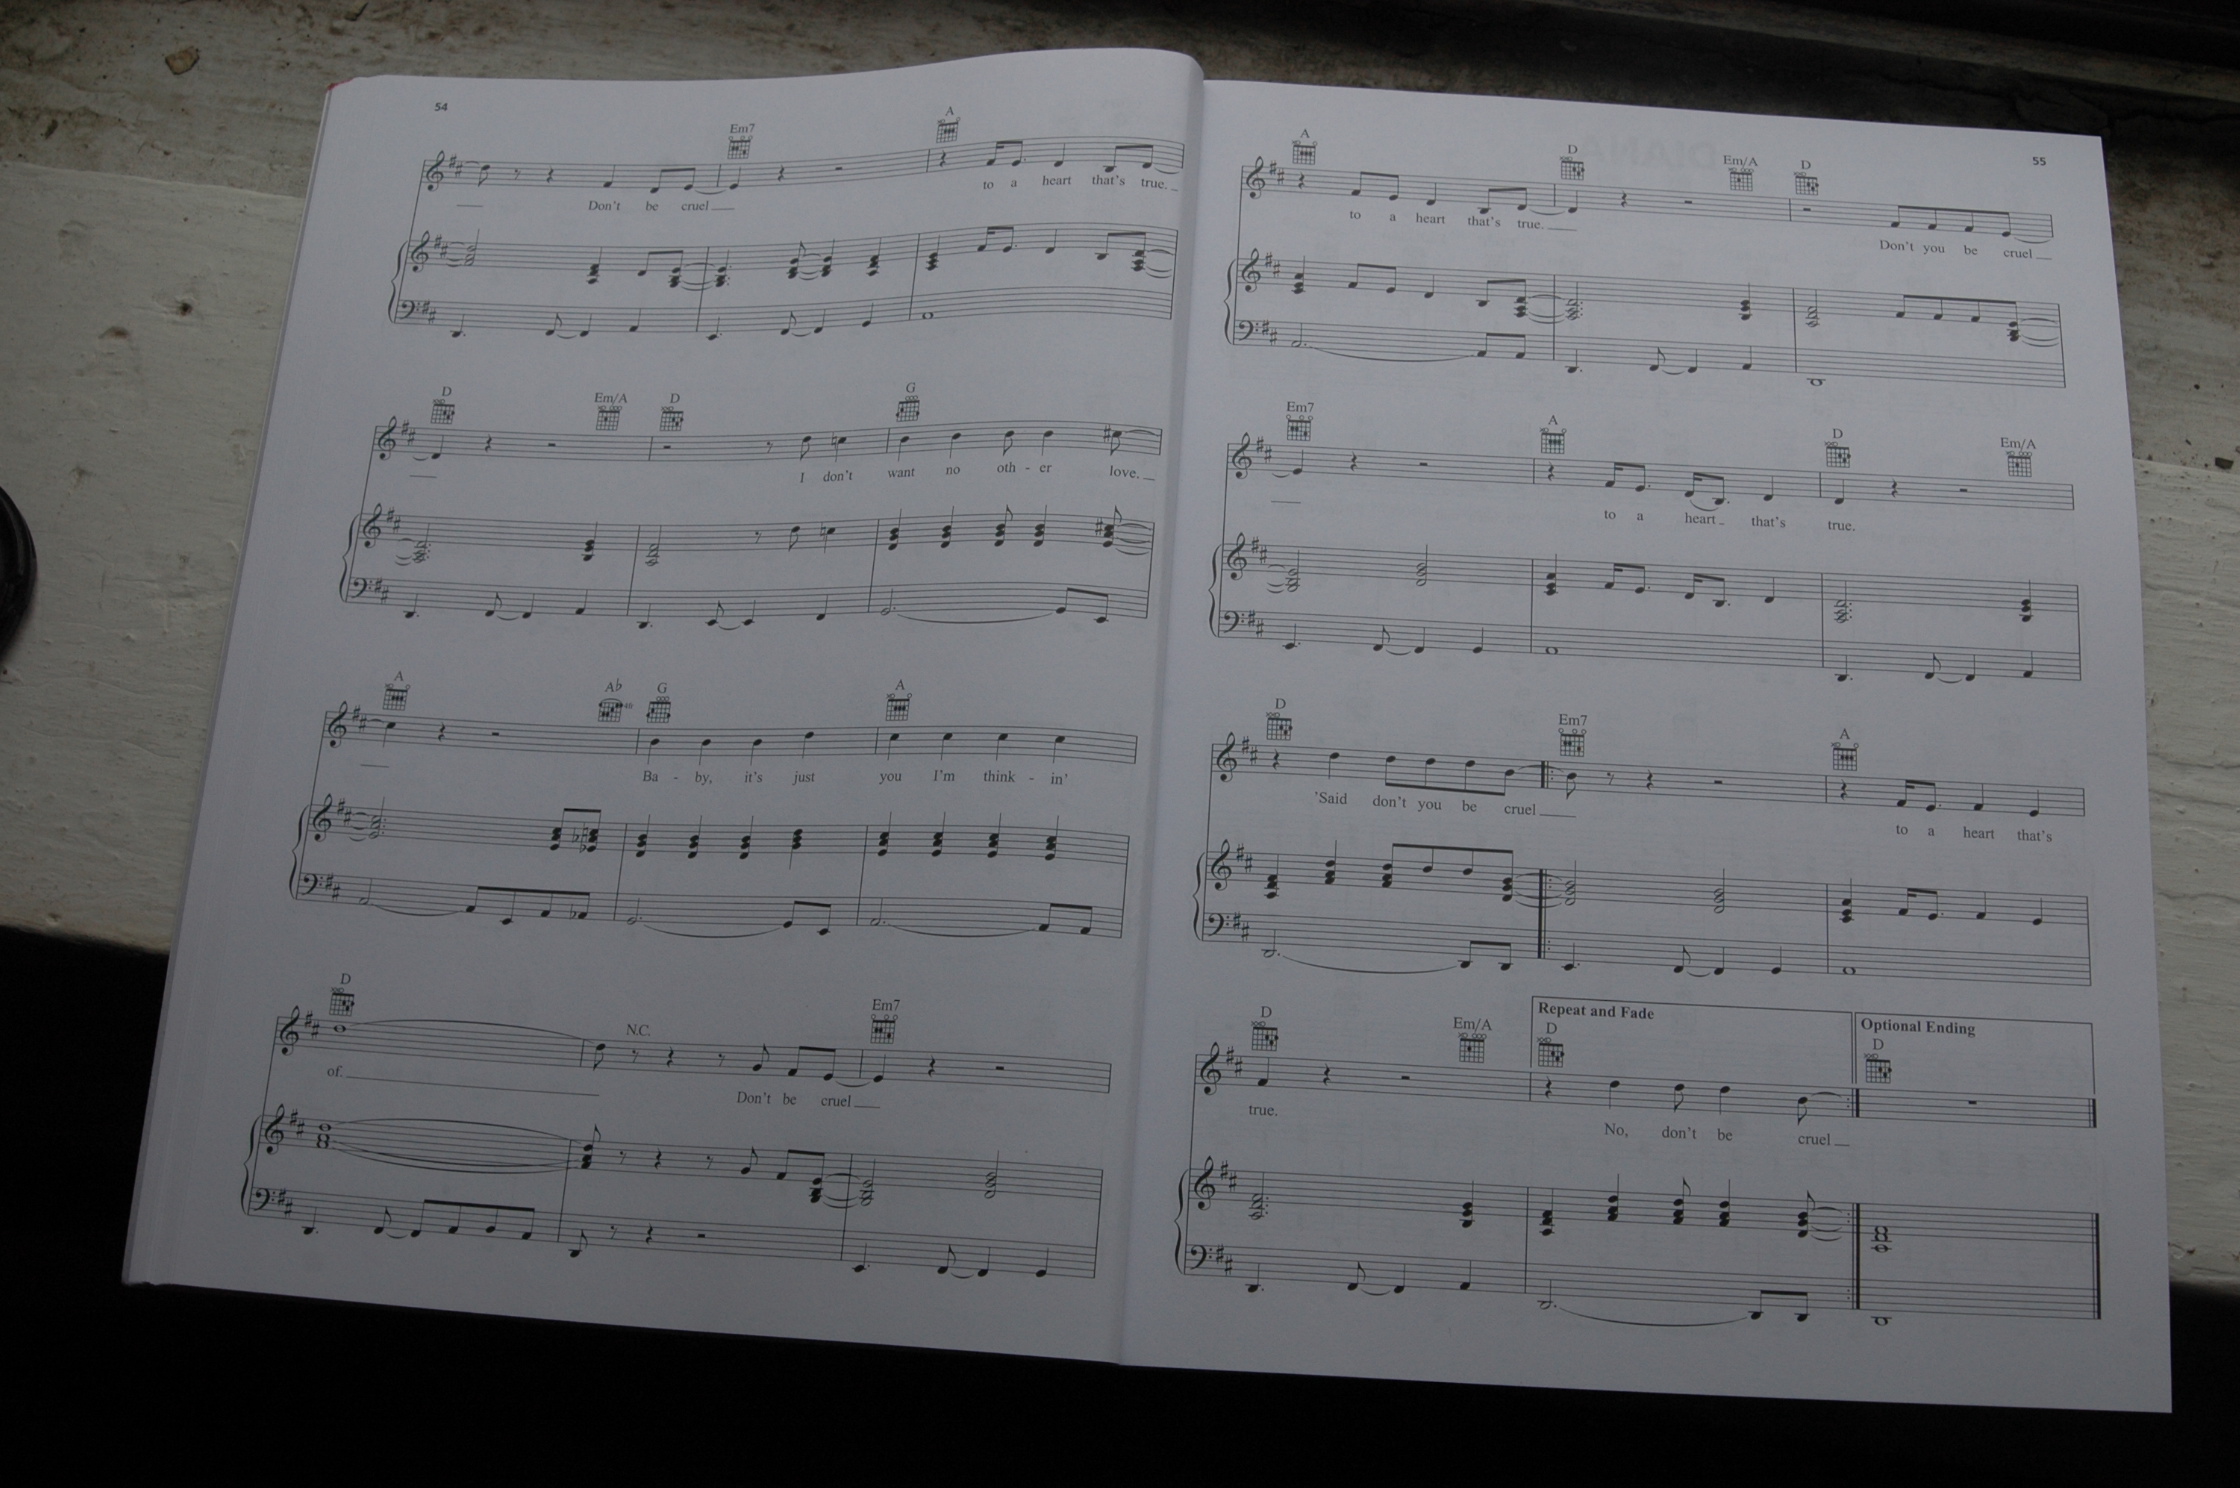 54
Em7 A
Don't be cruel to a heart that's true.
D Em/A D G
I don't want no oth - er love.
A A♭ G A
Ba - by, it's just you I'm think - in'
D N.C. Em7
of. Don't be cruel
55
A D Em/A D
to a heart that's true. Don't you be cruel
Em7 A D Em/A
to a heart that's true.
D Em7 A
'Said don't you be cruel to a heart that's
Repeat and Fade Optional Ending
D Em/A D D
true. No, don't be cruel